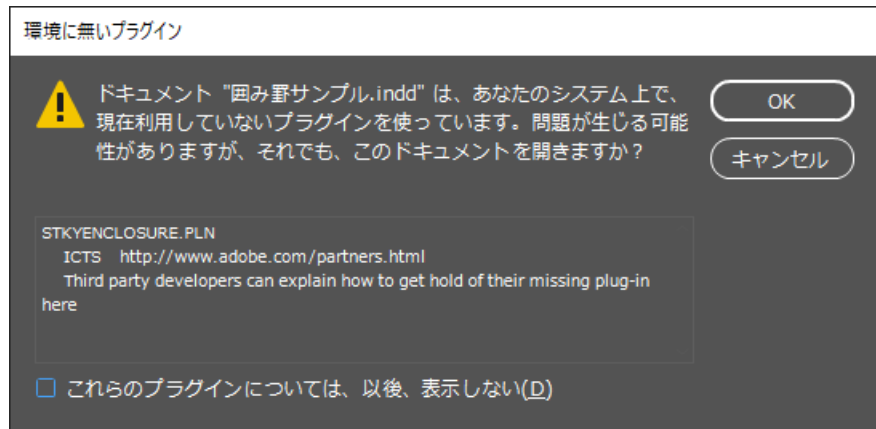 環境に無いプラグイン
ドキュメント "囲み罫サンプル.indd" は、あなたのシステム上で、
現在利用していないプラグインを使っています。問題が生じる可能
性がありますが、それでも、このドキュメントを開きますか？
OK
キャンセル
STKYENCLOSURE.PLN
ICTS http://www.adobe.com/partners.html
Third party developers can explain how to get hold of their missing plug-in
here
これらのプラグインについては、以後、表示しない(D)